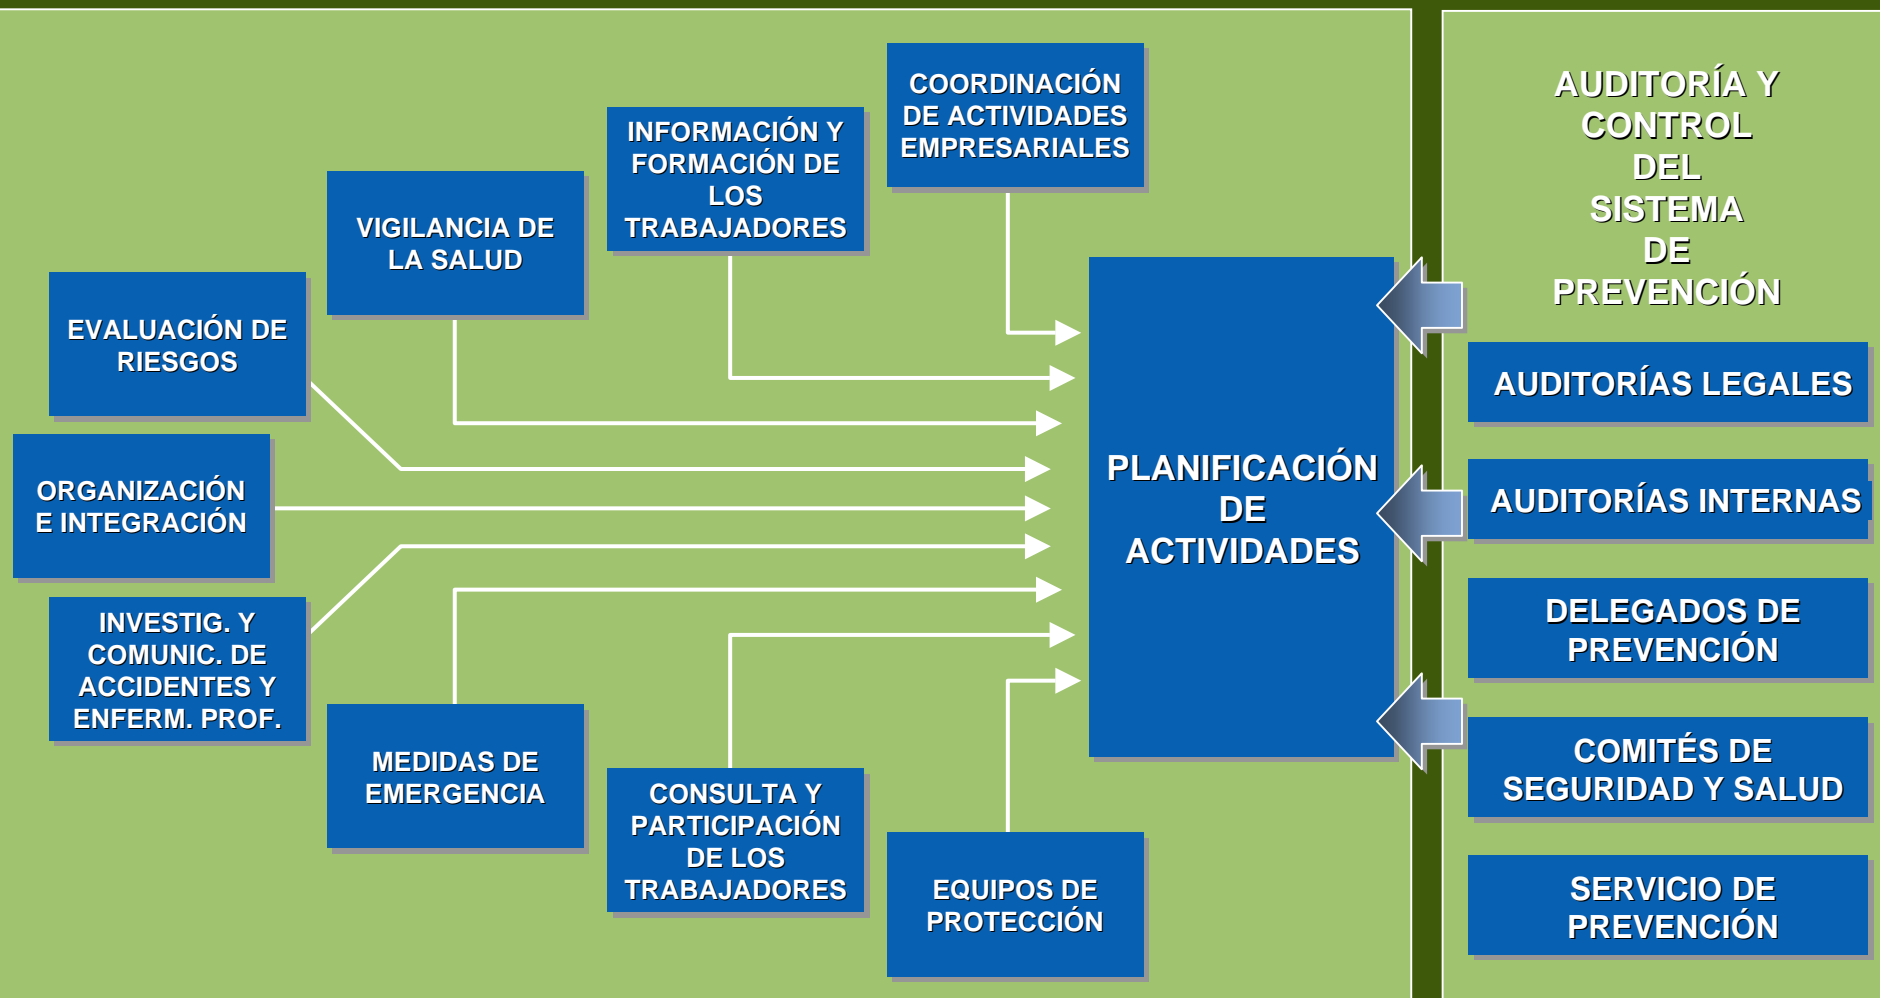 COORDINACIÓN
DE ACTIVIDADES
EMPRESARIALES
INFORMACIÓN Y
FORMACIÓN DE
LOS
TRABAJADORES
VIGILANCIA DE
LA SALUD
EVALUACIÓN DE
RIESGOS
ORGANIZACIÓN
E INTEGRACIÓN
INVESTIG. Y
COMUNIC. DE
ACCIDENTES Y
ENFERM. PROF.
MEDIDAS DE
EMERGENCIA
CONSULTA Y
PARTICIPACIÓN
DE LOS
TRABAJADORES
EQUIPOS DE
PROTECCIÓN
PLANIFICACIÓN
DE
ACTIVIDADES
AUDITORÍA Y
CONTROL
DEL
SISTEMA
DE
PREVENCIÓN
AUDITORÍAS LEGALES
AUDITORÍAS INTERNAS
DELEGADOS DE
PREVENCIÓN
COMITÉS DE
SEGURIDAD Y SALUD
SERVICIO DE
PREVENCIÓN